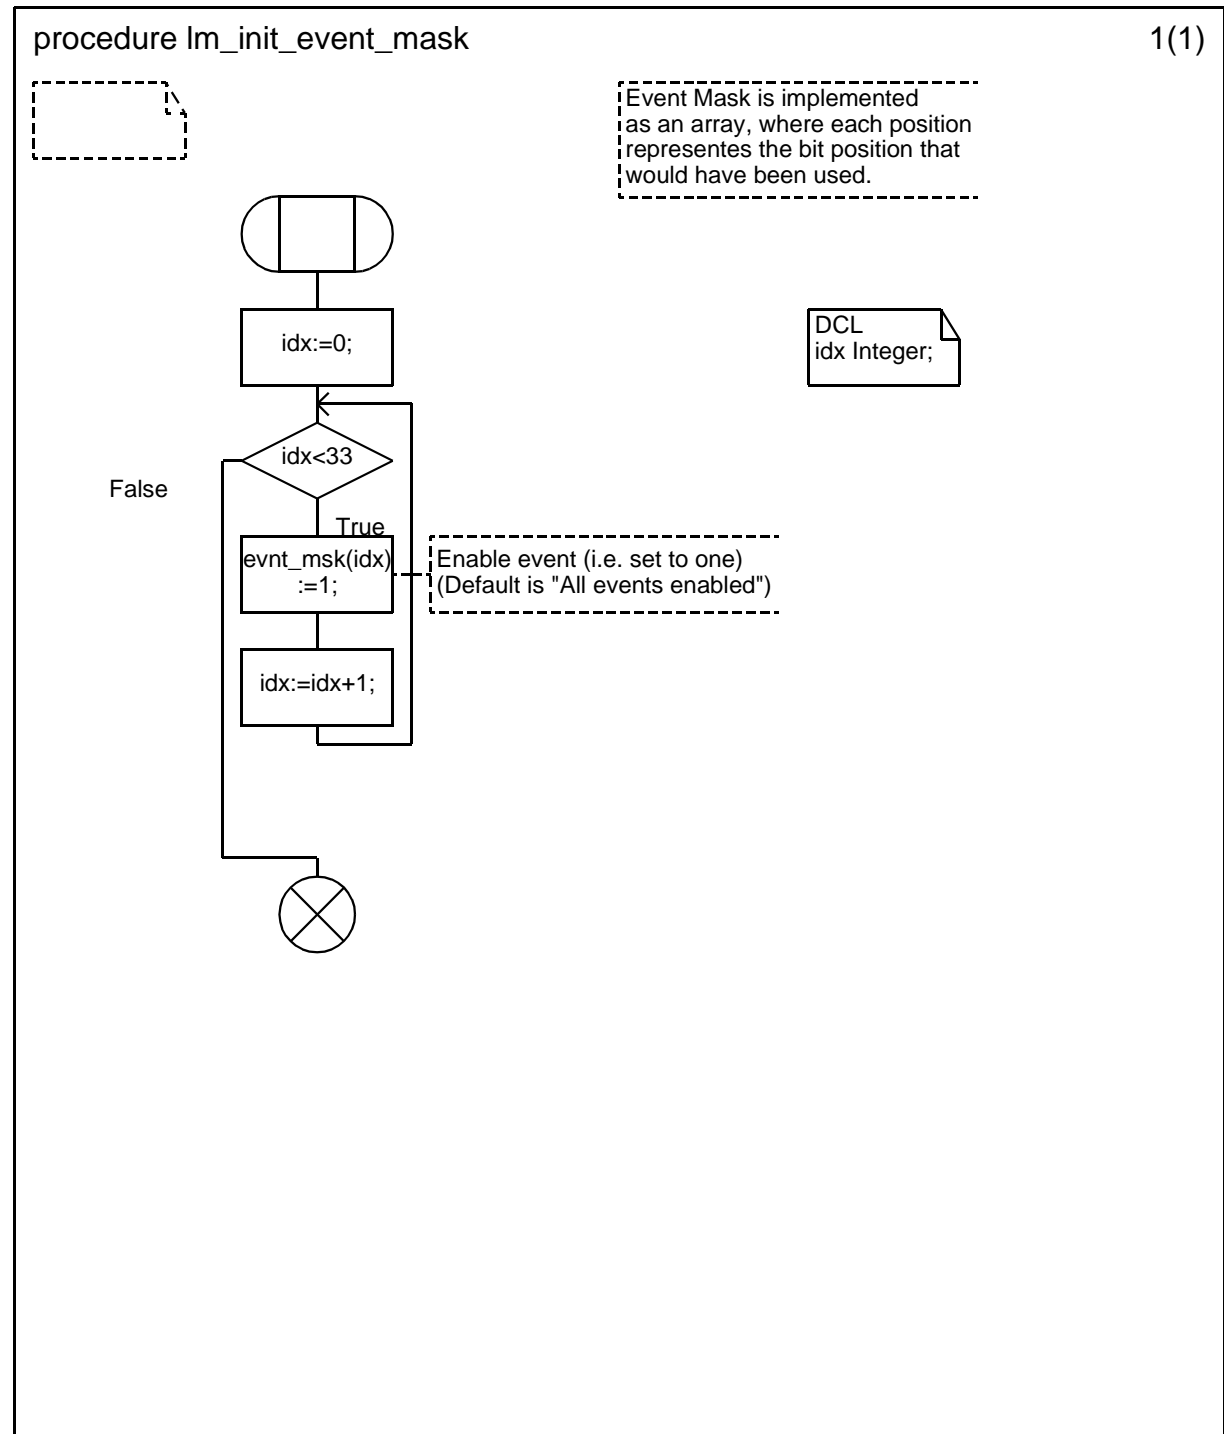 procedure lm_init_event_mask
1(1)
Event Mask is implemented
as an array, where each position
representes the bit position that
would have been used.
idx:=0;
DCL
idx Integer;
idx<33
False
True
evnt_msk(idx)
:=1;
Enable event (i.e. set to one)
(Default is "All events enabled")
idx:=idx+1;